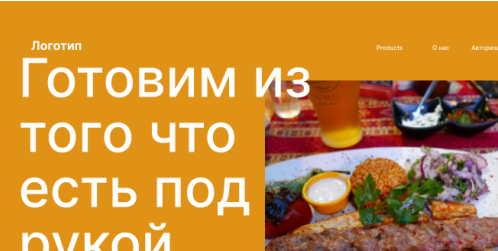 Логотип
Products
О нас
Готовим из
того что
есть под
рукой